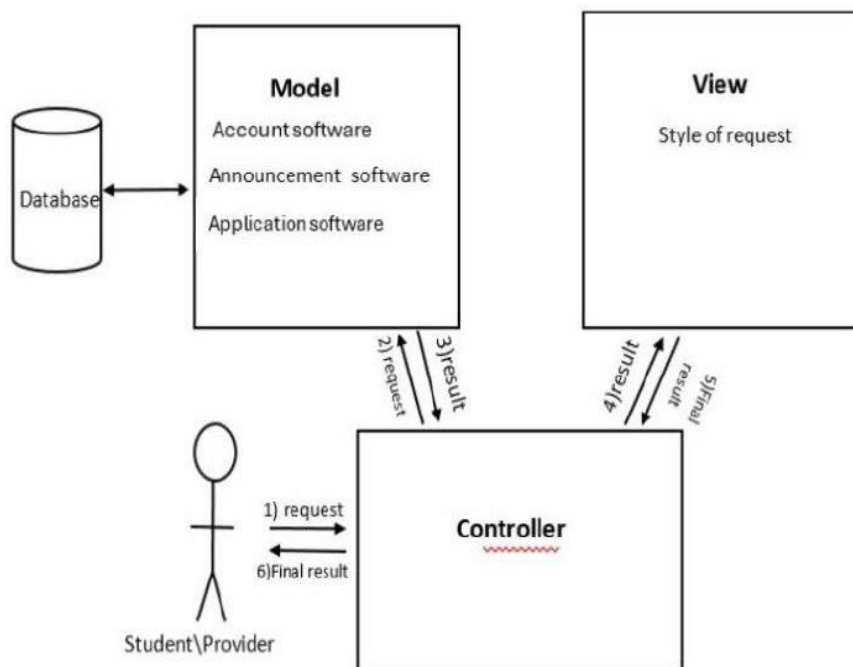 Model
Account software
Announcement software
Application software
View
Style of request
Database
2) request
3)result
4)result
5)Final
result
1) request
6)Final result
Controller
Student\Provider